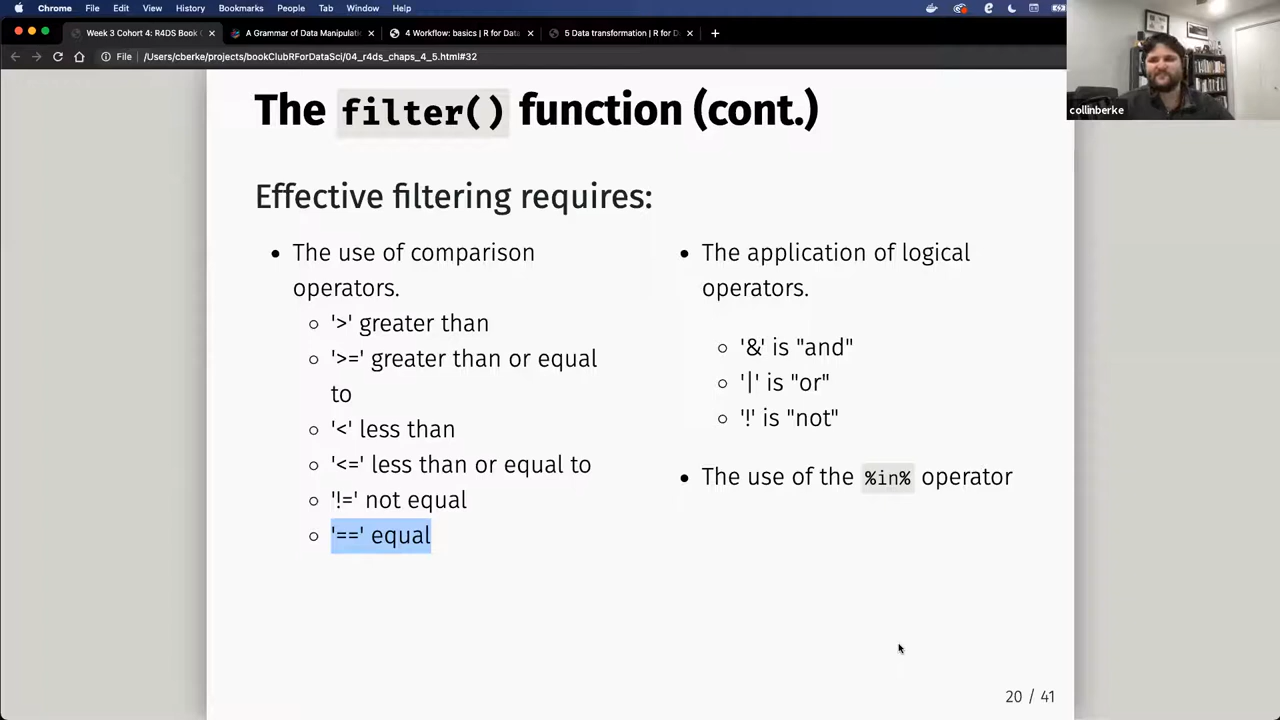 Chrome File Edit View History Bookmarks People Tab Window Help
Week 3 Cohort 4: R4DS Book
A Grammar of Data Manipulati
4 Workflow: basics | R for Data
5 Data transformation | R for D
File /Users/cberke/projects/bookClubRForDataSci/04_r4ds_chaps_4_5.html#32
collinberke
The filter() function (cont.)
Effective filtering requires:
• The use of comparison
operators.
○ '>' greater than
○ '>=' greater than or equal
to
○ '<' less than
○ '<=' less than or equal to
○ '!=' not equal
○ '==' equal
• The application of logical
operators.
○ '&' is "and"
○ '|' is "or"
○ '!' is "not"
• The use of the %in% operator
20 / 41